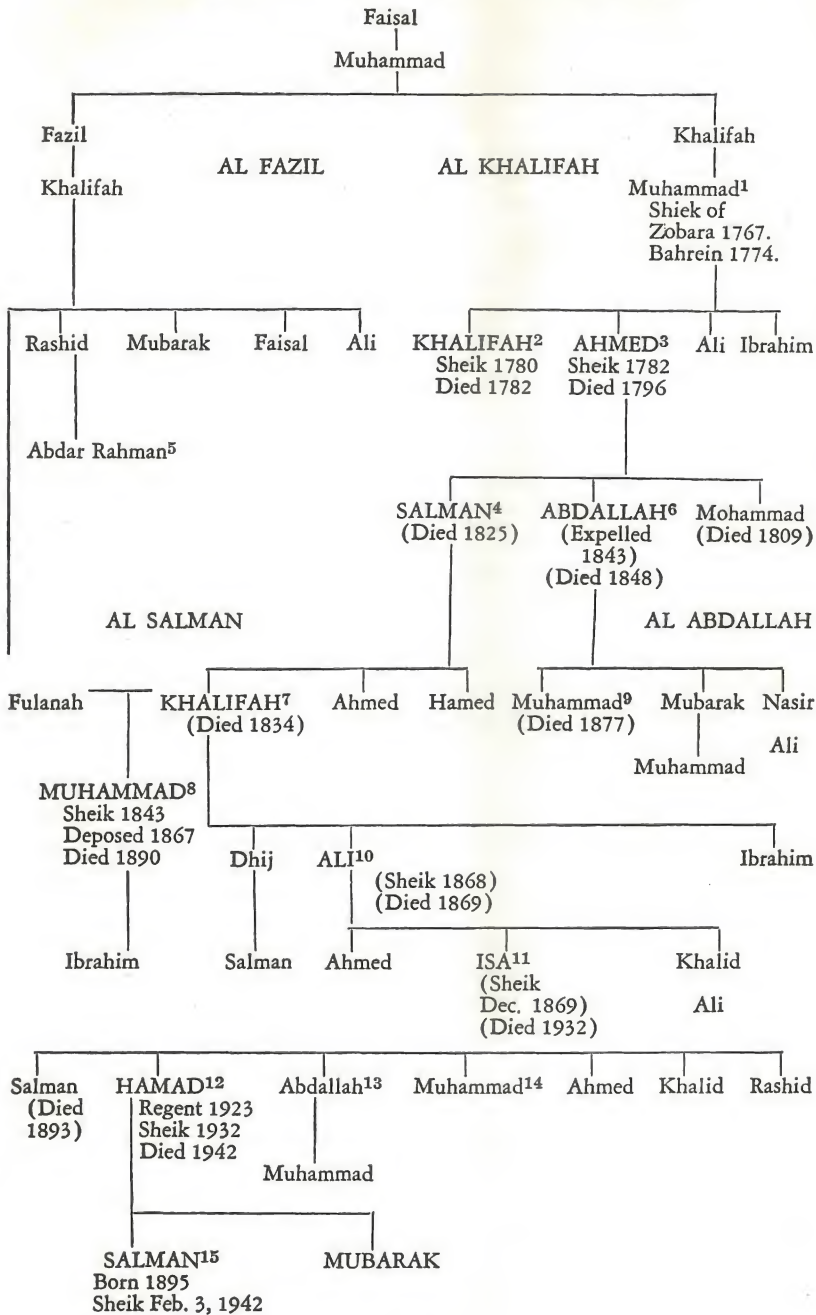 Faisal
Muhammad
Fazil Khalifah
AL FAZIL AL KHALIFAH
Khalifah Muhammad¹
Shiek of
Zobara 1767.
Bahrein 1774.
Rashid Mubarak Faisal Ali KHALIFAH² AHMED³ Ali Ibrahim
Sheik 1780 Sheik 1782
Died 1782 Died 1796
Abdar Rahman⁵
SALMAN⁴ ABDALLAH⁶ Mohammad
(Died 1825) (Expelled (Died 1809)
1843)
(Died 1848)
AL SALMAN AL ABDALLAH
Fulanah KHALIFAH⁷ Ahmed Hamed Muhammad⁹ Mubarak Nasir
(Died 1834) (Died 1877)
Ali
Muhammad
MUHAMMAD⁸
Sheik 1843
Deposed 1867
Died 1890
Dhij ALI¹⁰ Ibrahim
(Sheik 1868)
(Died 1869)
Ibrahim Salman Ahmed ISA¹¹ Khalid
(Sheik
Dec. 1869) Ali
(Died 1932)
Salman HAMAD¹² Abdallah¹³ Muhammad¹⁴ Ahmed Khalid Rashid
(Died Regent 1923
1893) Sheik 1932
Died 1942
Muhammad
SALMAN¹⁵ MUBARAK
Born 1895
Sheik Feb. 3, 1942